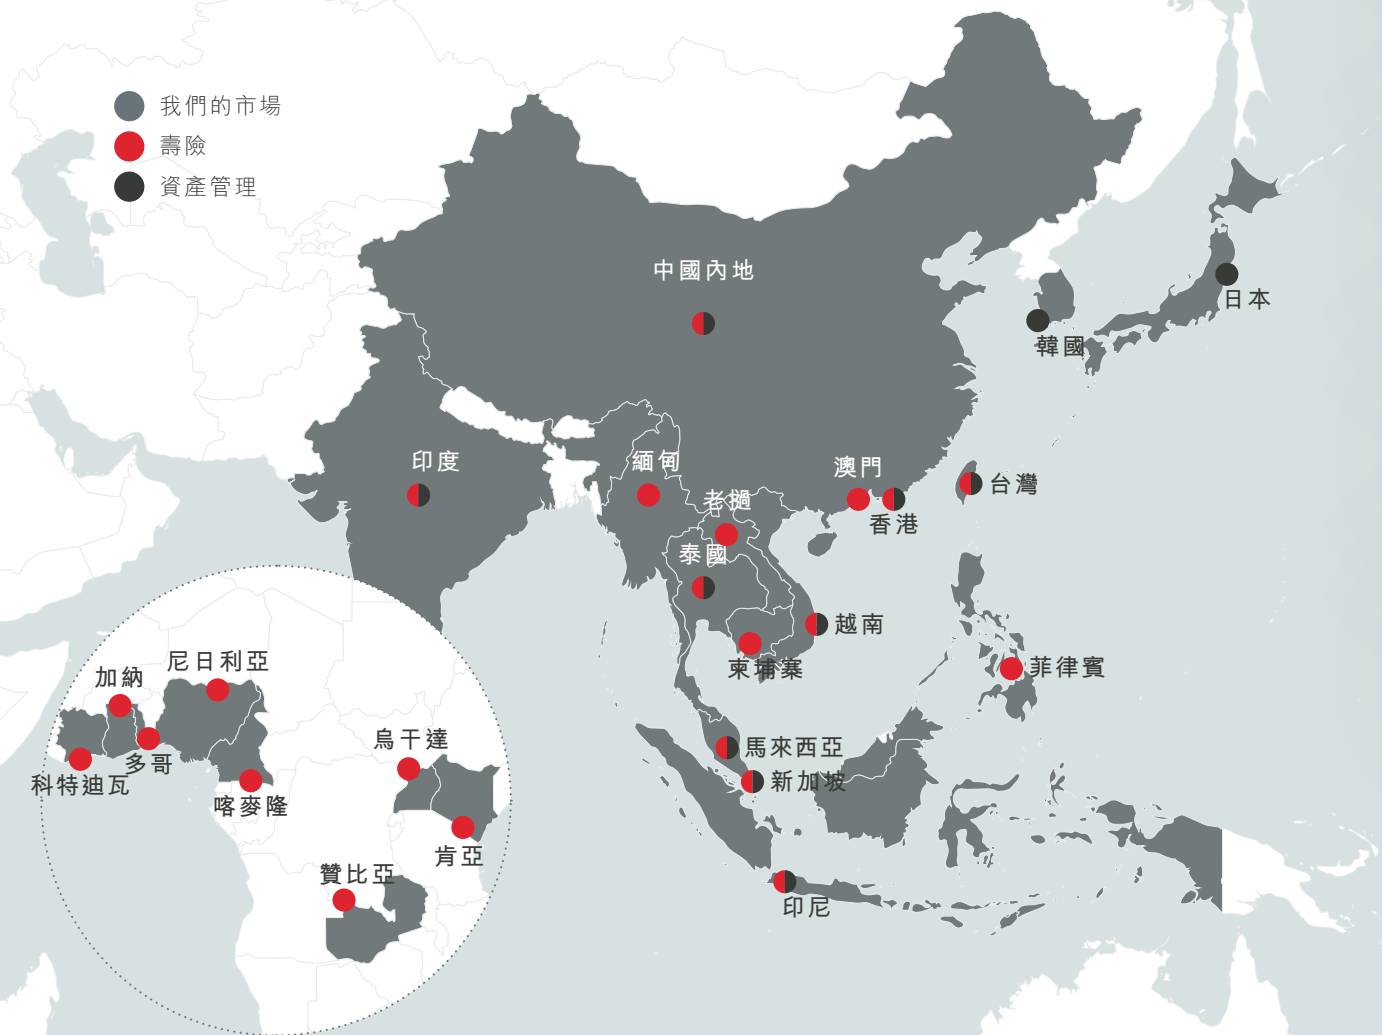 我們的市場
壽險
資產管理
中國內地
日本
韓國
印度
緬甸
澳門
老撾
台灣
香港
泰國
越南
柬埔寨
菲律賓
尼日利亞
加納
烏干達
馬來西亞
多哥
新加坡
科特迪瓦
喀麥隆
肯亞
贊比亞
印尼